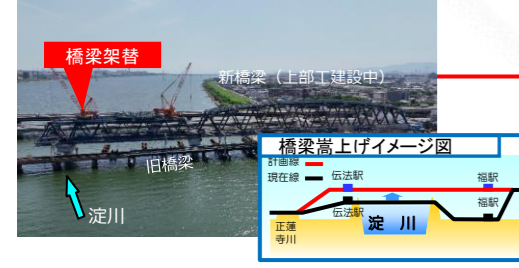 橋梁架替
新橋梁（上部工建設中）
旧橋梁
淀川
橋梁嵩上げイメージ図
計画線
現在線
伝法駅
福駅
伝法駅
福駅
淀 川
正蓮
寺川